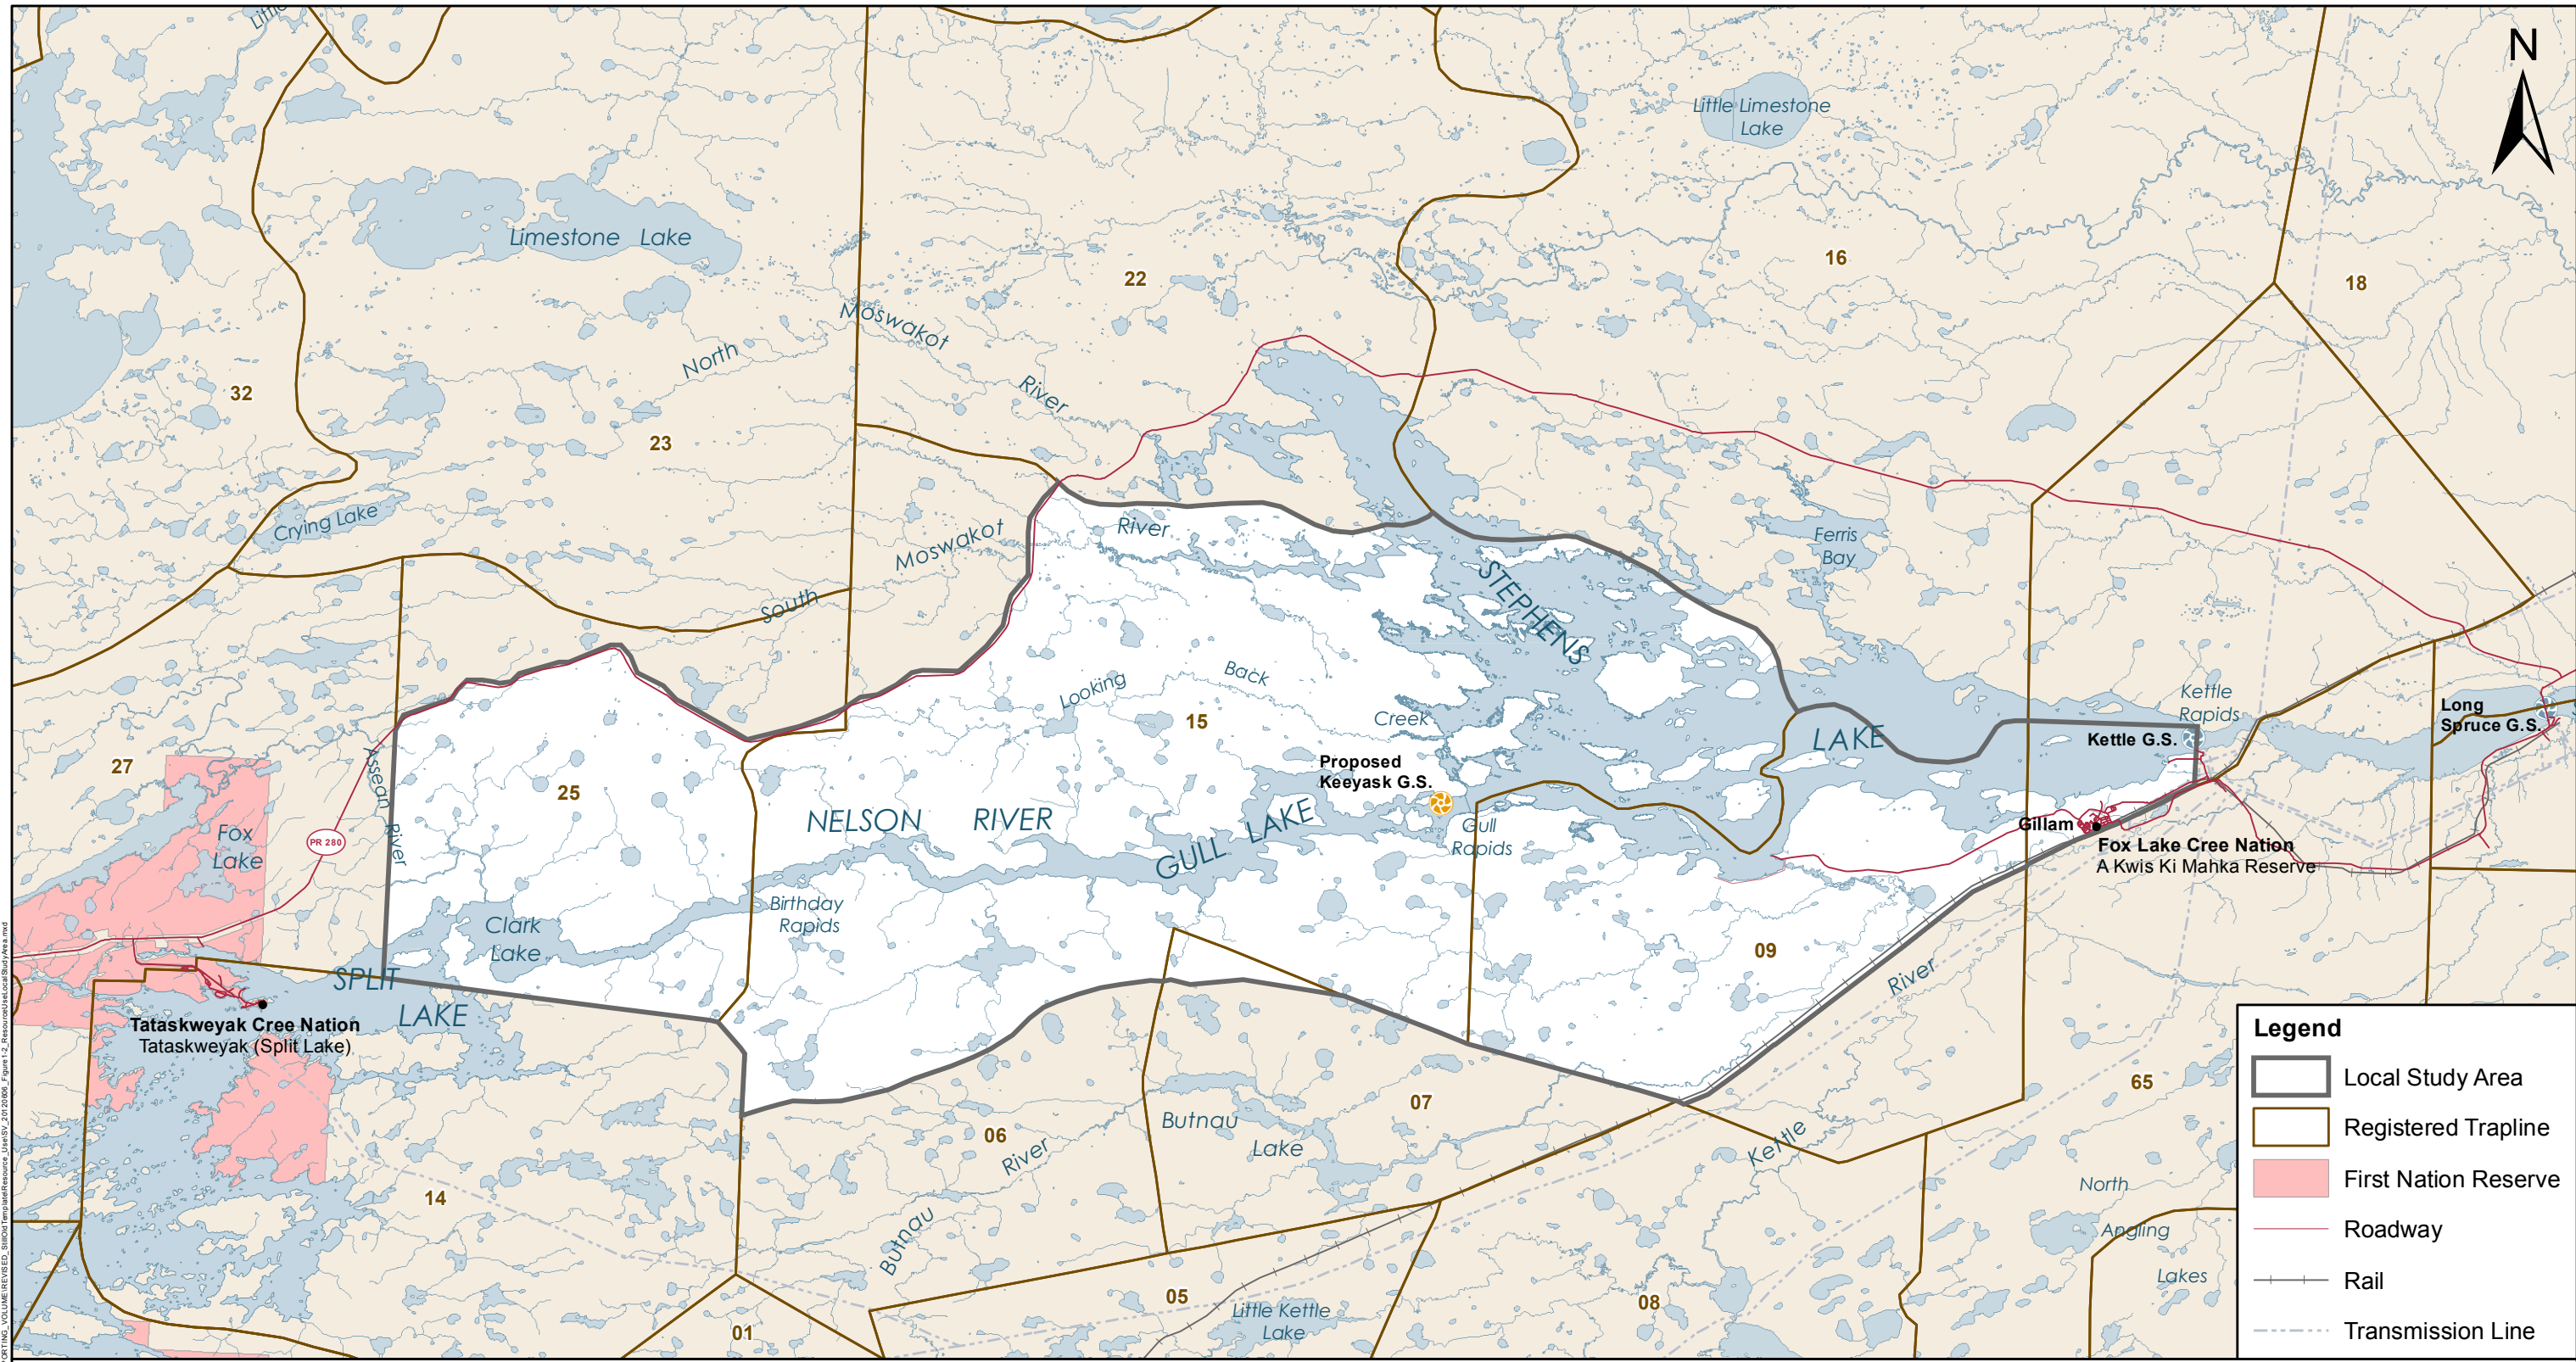 Little
N
Little Limestone
Lake
Limestone Lake
22
16
18
Moswakot
River
North
32
23
Crying Lake
Moswakot
River
South
STEPHENS
LAKE
Ferris
Bay
Looking
Back
Creek
15
Kettle
Rapids
Kettle G.S.
Long
Spruce G.S.
27
Assean
River
25
PR 280
Fox
Lake
Proposed
Keeyask G.S.
NELSON RIVER
GULL LAKE
Gull
Rapids
Gillam
Fox Lake Cree Nation
A Kwis Ki Mahka Reserve
Clark
Lake
Birthday
Rapids
SPLIT
LAKE
09
River
Kettle
Tataskweyak Cree Nation
Tataskweyak (Split Lake)
14
06
07
65
Butnau
River
Butnau
Lake
North
Angling
Lakes
05
08
01
Little Kettle
Lake
Legend
Local Study Area
Registered Trapline
First Nation Reserve
Roadway
Rail
Transmission Line